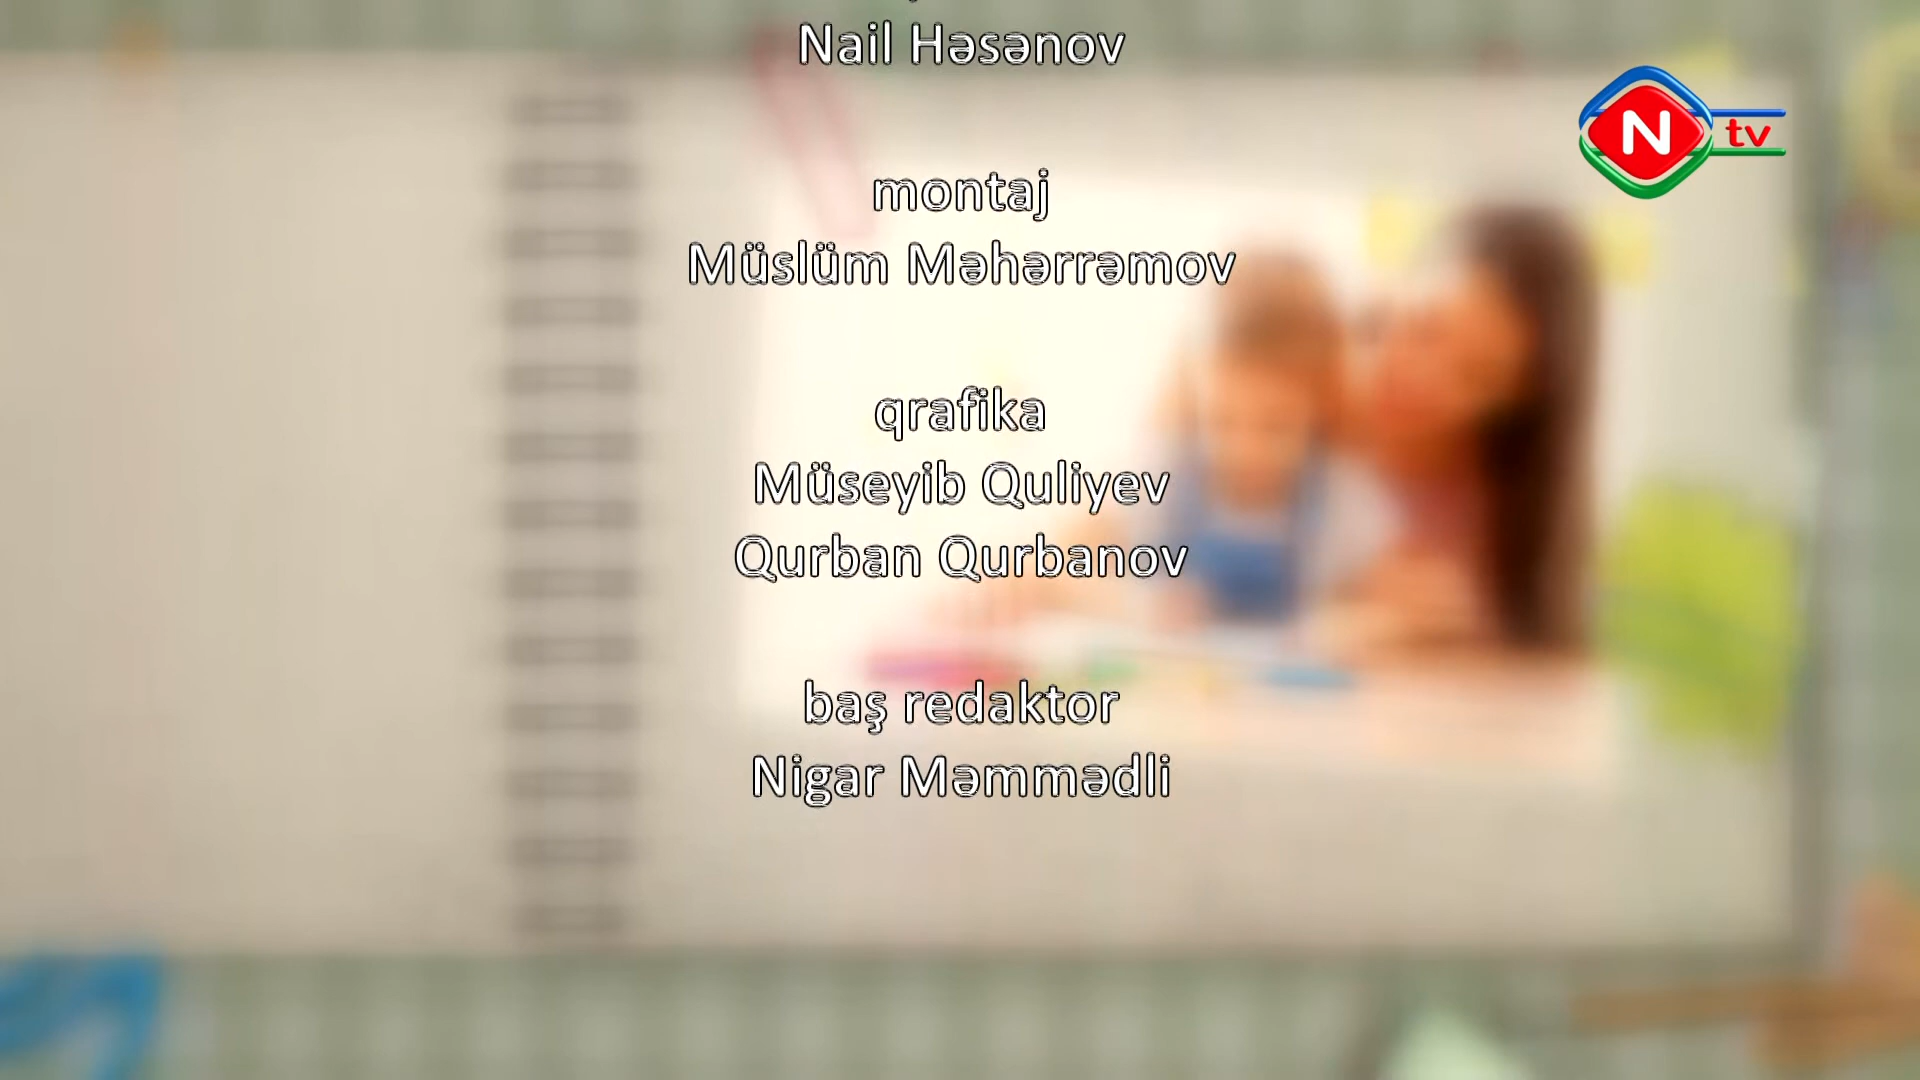 Nail Həsənov
N tv
montaj
Müslüm Məhərrəmov
qrafika
Müseyib Quliyev
Qurban Qurbanov
baş redaktor
Nigar Məmmədli